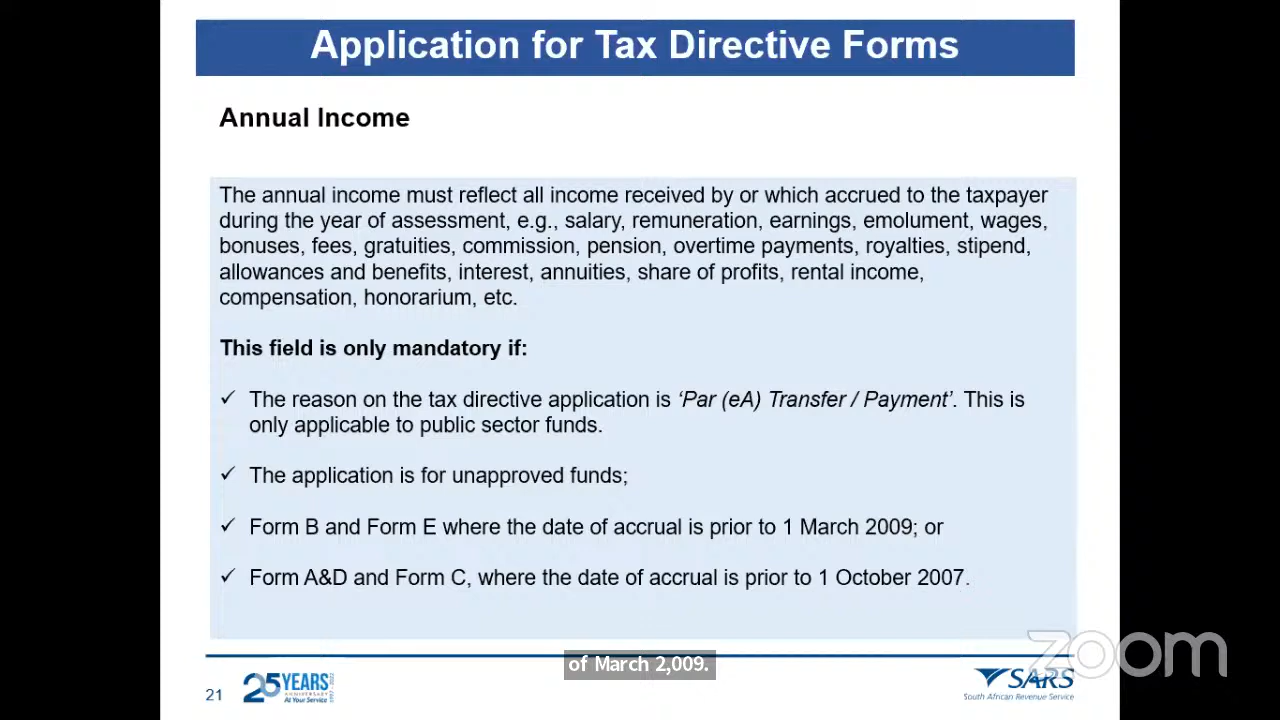 Application for Tax Directive Forms
Annual Income
The annual income must reflect all income received by or which accrued to the taxpayer
during the year of assessment, e.g., salary, remuneration, earnings, emolument, wages,
bonuses, fees, gratuities, commission, pension, overtime payments, royalties, stipend,
allowances and benefits, interest, annuities, share of profits, rental income,
compensation, honorarium, etc.
This field is only mandatory if:
✓ The reason on the tax directive application is ‘Par (eA) Transfer / Payment’. This is
only applicable to public sector funds.
✓ The application is for unapproved funds;
✓ Form B and Form E where the date of accrual is prior to 1 March 2009; or
✓ Form A&D and Form C, where the date of accrual is prior to 1 October 2007.
of March 2,009.
zoom
21
25 YEARS
ANNIVERSARY
At Your Service
SARS
South African Revenue Service